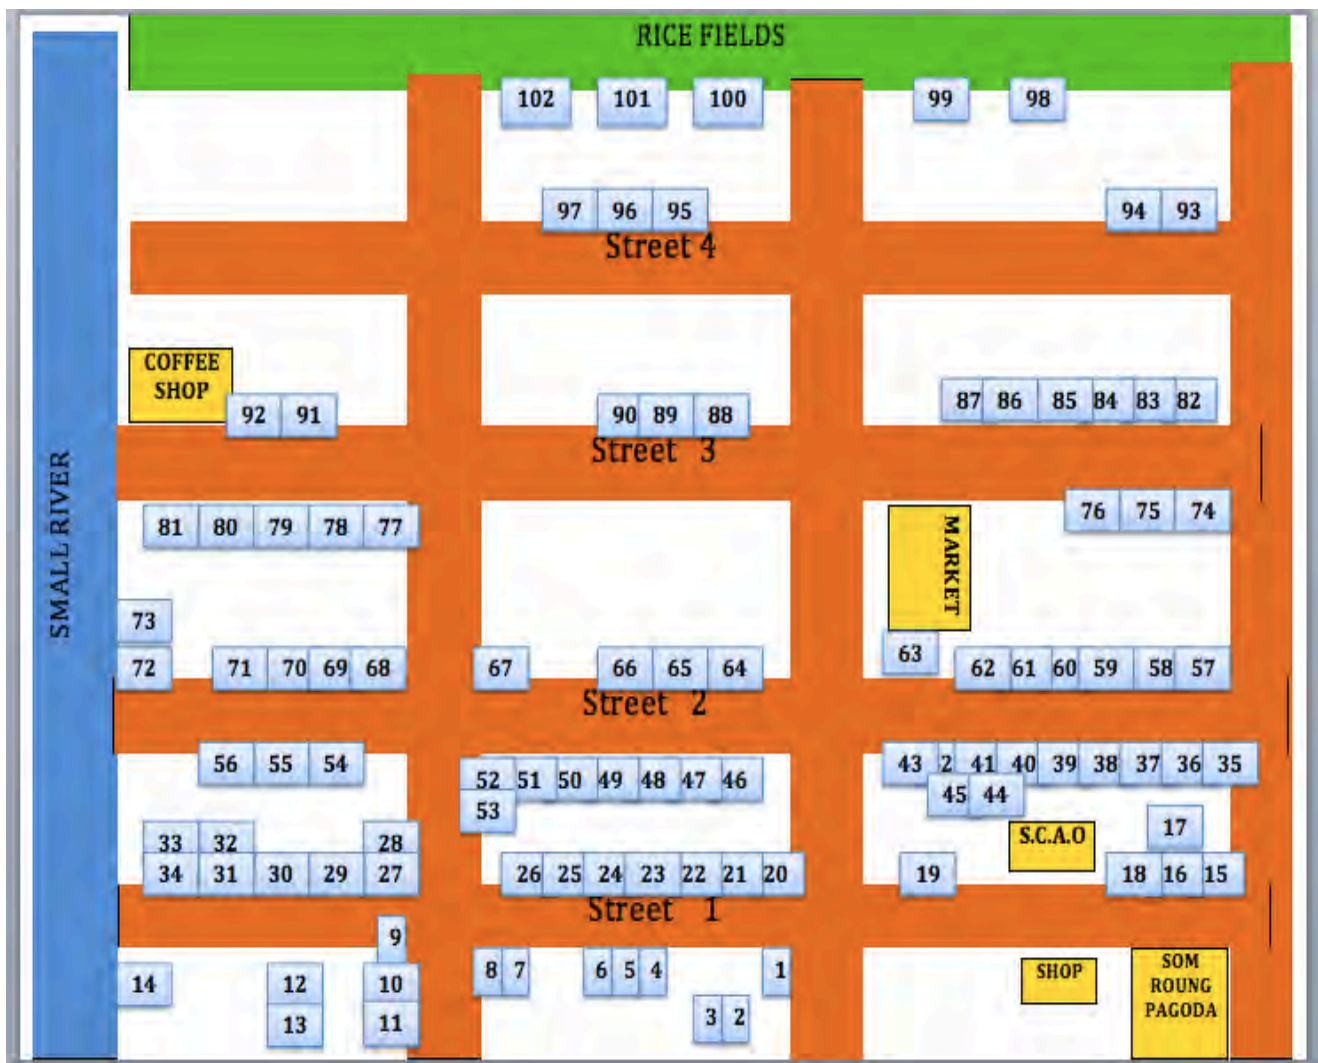 RICE FIELDS
102 101 100 99 98
97 96 95 94 93
Street 4
COFFEE
SHOP
92 91 90 89 88 87 86 85 84 83 82
Street 3
SMALL RIVER
81 80 79 78 77 76 75 74
MARKET
73
72 71 70 69 68 67 66 65 64 63 62 61 60 59 58 57
Street 2
56 55 54 52 51 50 49 48 47 46 43 2 41 40 39 38 37 36 35
53 45 44
33 32 28 S.C.A.O 17
34 31 30 29 27 26 25 24 23 22 21 20 19 18 16 15
Street 1
9
14 12 10 8 7 6 5 4 1 SHOP
13 11 3 2
SOM
ROUNG
PAGODA